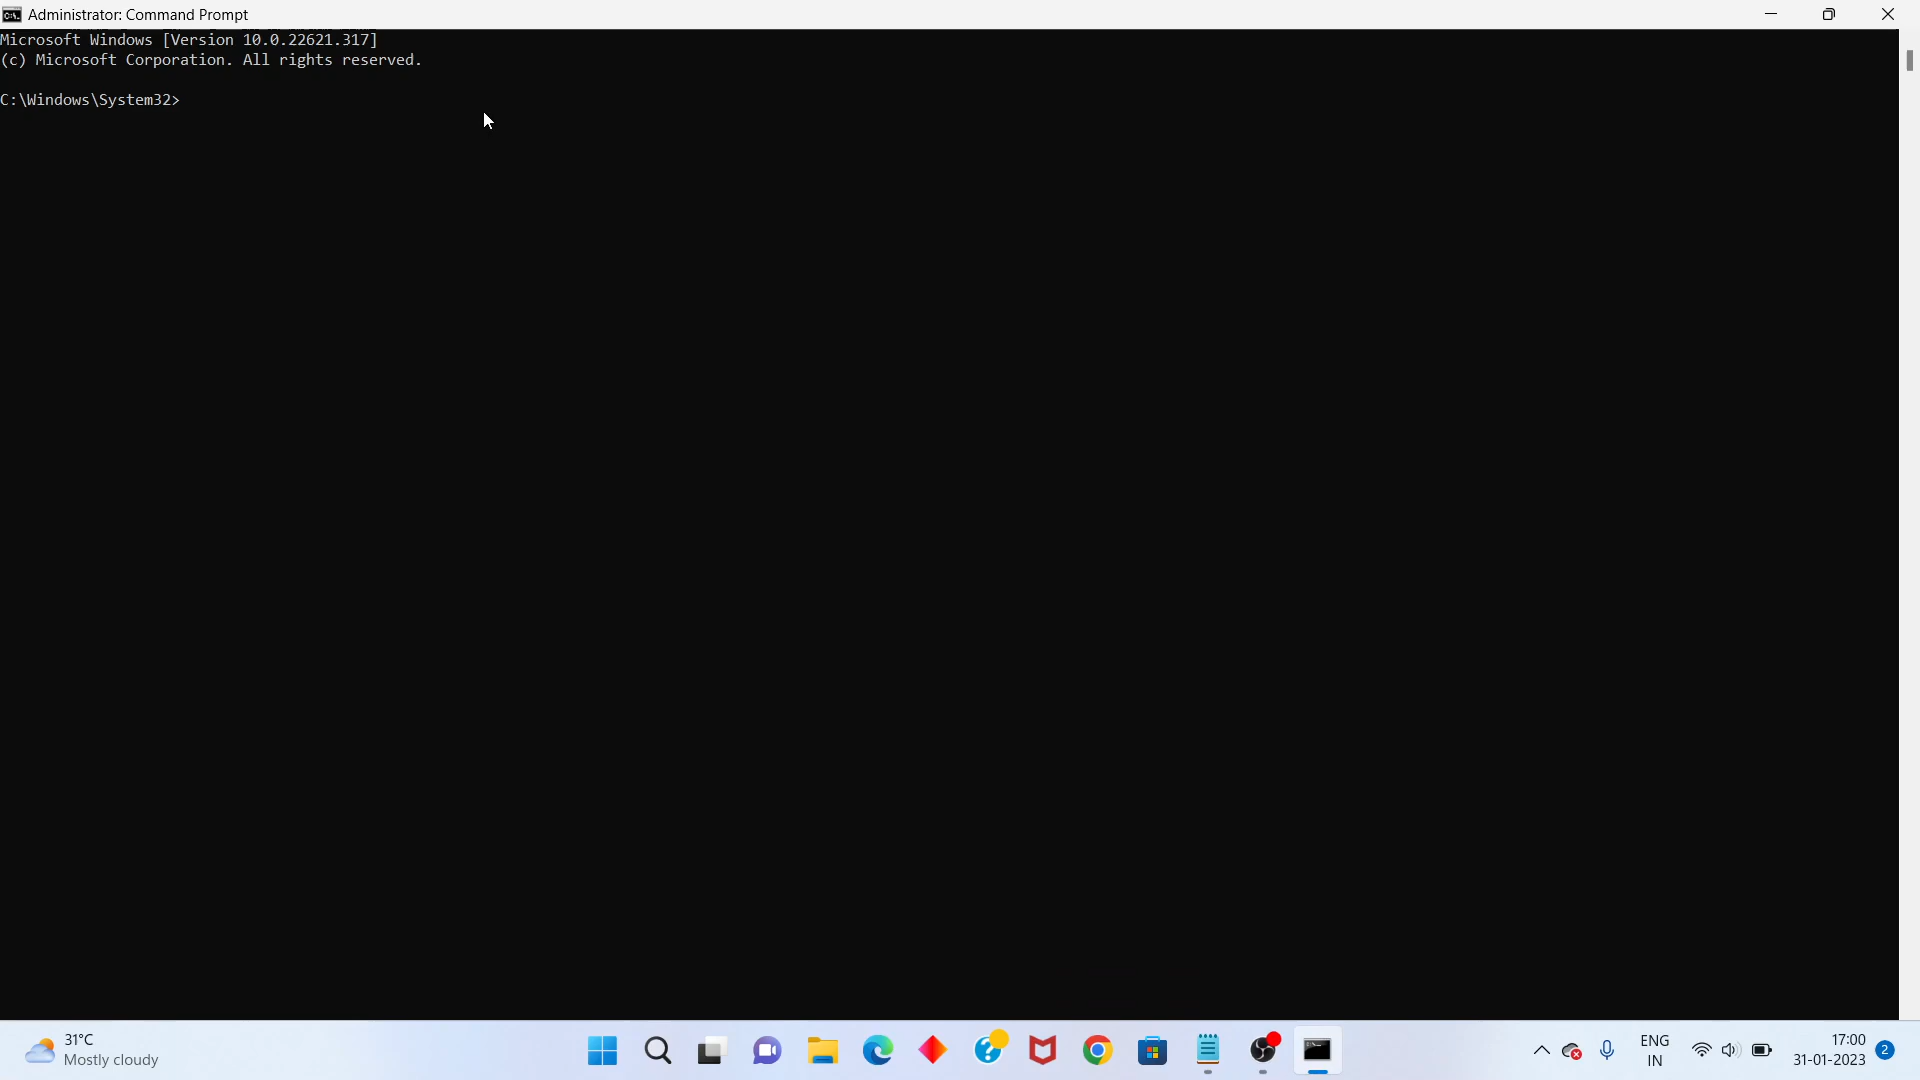 Administrator: Command Prompt
Microsoft Windows [Version 10.0.22621.317]
(c) Microsoft Corporation. All rights reserved.
C:\Windows\System32>
31°C
Mostly cloudy
ENG
IN
17:00
31-01-2023
2